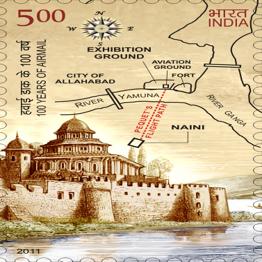 5.00
भारत
INDIA
हवाई डाक के 100 वर्ष
100 YEARS OF AIRMAIL
N
W
E
S
EXHIBITION
GROUND
AVIATION
GROUND
FORT
CITY OF
ALLAHABAD
RIVER YAMUNA
RIVER GANGA
PEQUET'S
FLIGHT PATH
NAINI
2011